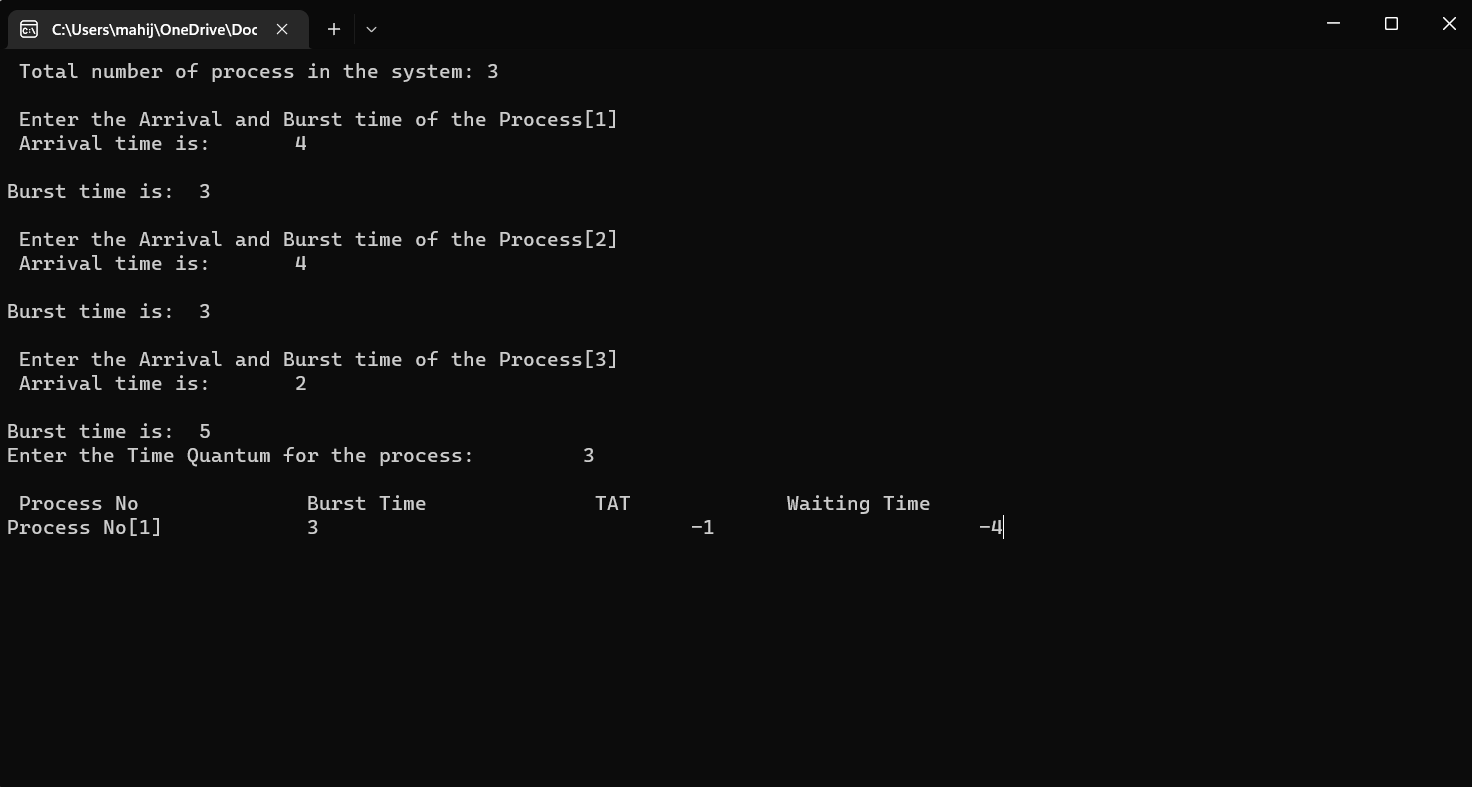 C:\Users\mahij\OneDrive\Doc
Total number of process in the system: 3
Enter the Arrival and Burst time of the Process[1]
Arrival time is: 4
Burst time is: 3
Enter the Arrival and Burst time of the Process[2]
Arrival time is: 4
Burst time is: 3
Enter the Arrival and Burst time of the Process[3]
Arrival time is: 2
Burst time is: 5
Enter the Time Quantum for the process: 3
Process No Burst Time TAT Waiting Time
Process No[1] 3 -1 -4